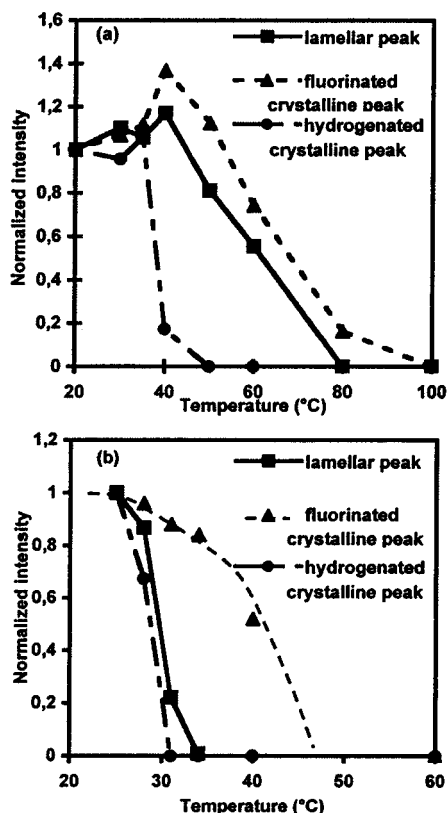 1,6
(a)
lamellar peak
1,4
fluorinated
crystalline peak
1,2
hydrogenated
crystalline peak
1
0,8
0,6
0,4
0,2
0
Normalized Intensity
20 40 60 80 100
Temperature (°C)
1,2
(b)
lamellar peak
1
fluorinated
crystalline peak
0,8
hydrogenated
crystalline peak
0,6
0,4
0,2
0
Normalized intensity
20 30 40 50 60
Temperature (°C)